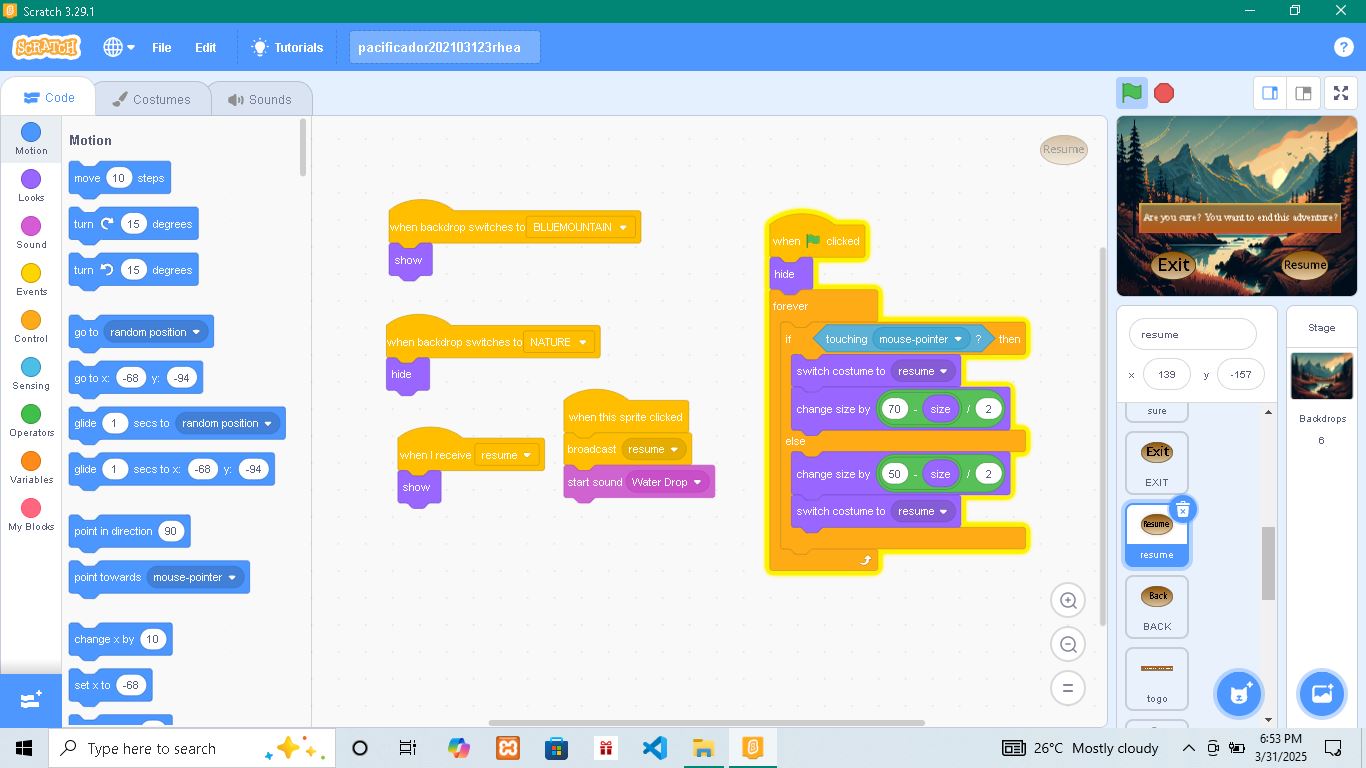 Scratch 3.29.1
SCRATCH
File
Edit
Tutorials
pacificador202103123rhea
?
Code
Costumes
Sounds
Motion
Looks
Sound
Events
Control
Sensing
Operators
Variables
My Blocks
Motion
move 10 steps
turn 15 degrees
turn 15 degrees
go to random position
go to x: -68 y: -94
glide 1 secs to random position
glide 1 secs to x: -68 y: -94
point in direction 90
point towards mouse-pointer
change x by 10
set x to -68
when backdrop switches to BLUEMOUNTAIN
show
when backdrop switches to NATURE
hide
when I receive resume
show
when this sprite clicked
broadcast resume
start sound Water Drop
when clicked
hide
forever
if touching mouse-pointer ? then
switch costume to resume
change size by 70 - size / 2
else
change size by 50 - size / 2
switch costume to resume
Resume
Are you sure? You want to end this adventure?
Exit
Resume
resume
x 139 y -157
sure
Exit
EXIT
Resume
resume
Back
BACK
togo
Stage
Backdrops
6
Type here to search
26°C Mostly cloudy
6:53 PM
3/31/2025